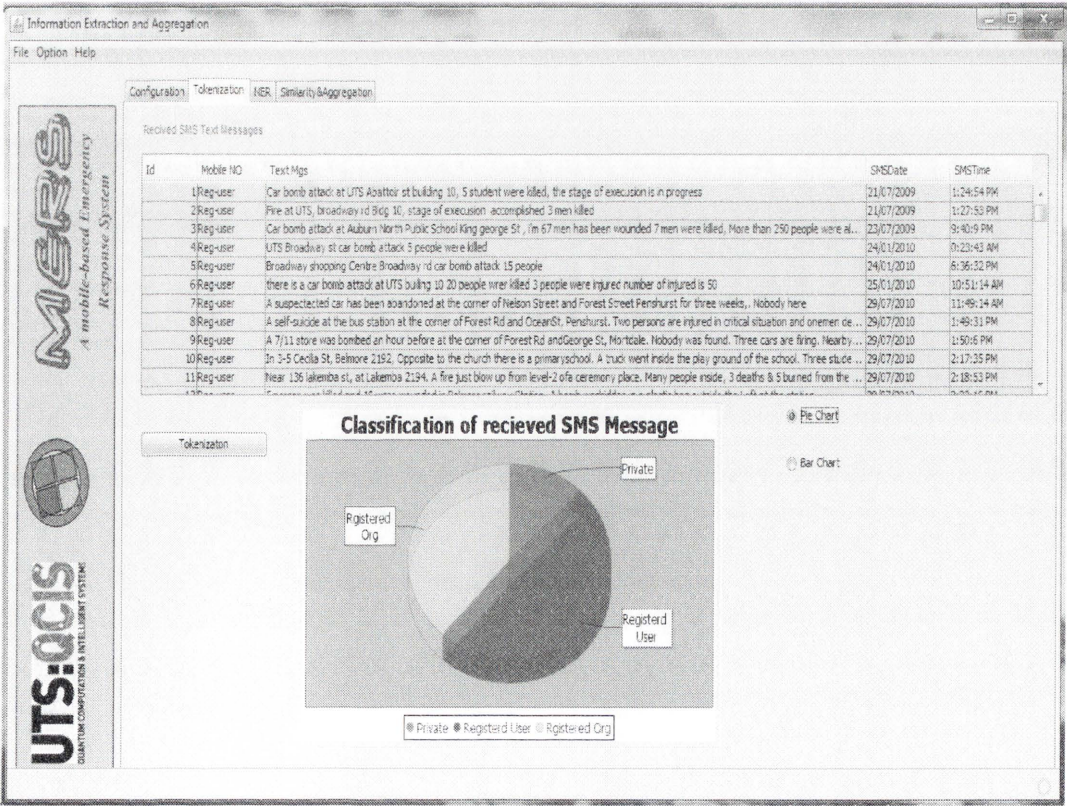 Information Extraction and Aggregation
File Option Help
Configuration Tokenization NER Similarity&Aggregation
Recived SMS Text Messages
Id Mobile NO Text Mgs SMSDate SMSTime
1 Reg-user Car bomb attack at UTS Abattoir st building 10, 5 student were killed, the stage of execusion is in progress 21/07/2009 1:24:54 PM
2 Reg-user Fire at UTS, broadway rd Bldg 10, stage of execusion accomplished 3 men killed 21/07/2009 1:27:53 PM
3 Reg-user Car bomb attack at Auburn North Public School King george St , i'm 67 men has been wounded 7 men were killed, More than 250 people were al... 23/07/2009 9:40:9 PM
4 Reg-user UTS Broadway st car bomb attack 5 people were killed 24/01/2010 0:23:43 AM
5 Reg-user Broadway shopping Centre Broadway rd car bomb attack 15 people 24/01/2010 6:36:32 PM
6 Reg-user there is a car bomb attack at UTS builing 10 20 people wrer killed 3 people were injured number of injured is 50 25/01/2010 10:51:14 AM
7 Reg-user A suspectected car has been abandoned at the corner of Nelson Street and Forest Street Penshurst for three weeks,. Nobody here 29/07/2010 11:49:14 AM
8 Reg-user A self-suicide at the bus station at the corner of Forest Rd and OceanSt, Penshurst. Two persons are injured in critical situation and onemen de... 29/07/2010 1:49:31 PM
9 Reg-user A 7/11 store was bombed an hour before at the corner of Forest Rd andGeorge St, Mortdale. Nobody was found. Three cars are firing. Nearby... 29/07/2010 1:50:6 PM
10 Reg-user In 3-5 Cecilia St, Belmore 2192, Opposite to the church there is a primaryschool. A truck went inside the play ground of the school. Three stude... 29/07/2010 2:17:35 PM
11 Reg-user Near 136 lakemba st, at Lakemba 2194. A fire just blow up from level-2 ofa ceremony place. Many people inside, 3 deaths & 5 burned from the ... 29/07/2010 2:18:53 PM
Tokenizaton
Classification of recieved SMS Message
Pie Chart
Bar Chart
Private
Rgistered
Org
Registerd
User
Private Registerd User Rgistered Org
MERS
A mobile-based Emergency
Response System
UTS:QCIS
QUANTUM COMPUTATION & INTELLIGENT SYSTEMS